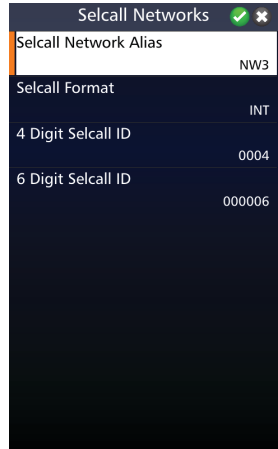 Selcall Networks
Selcall Network Alias
NW3
Selcall Format
INT
4 Digit Selcall ID
0004
6 Digit Selcall ID
000006